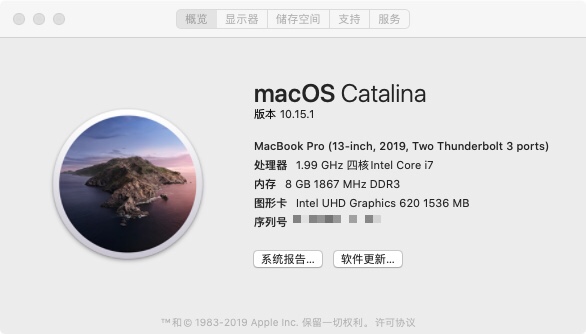 概览 显示器 储存空间 支持 服务
macOS Catalina
版本 10.15.1
MacBook Pro (13-inch, 2019, Two Thunderbolt 3 ports)
处理器 1.99 GHz 四核Intel Core i7
内存 8 GB 1867 MHz DDR3
图形卡 Intel UHD Graphics 620 1536 MB
序列号
系统报告... 软件更新...
™和© 1983-2019 Apple Inc. 保留一切权利。许可协议